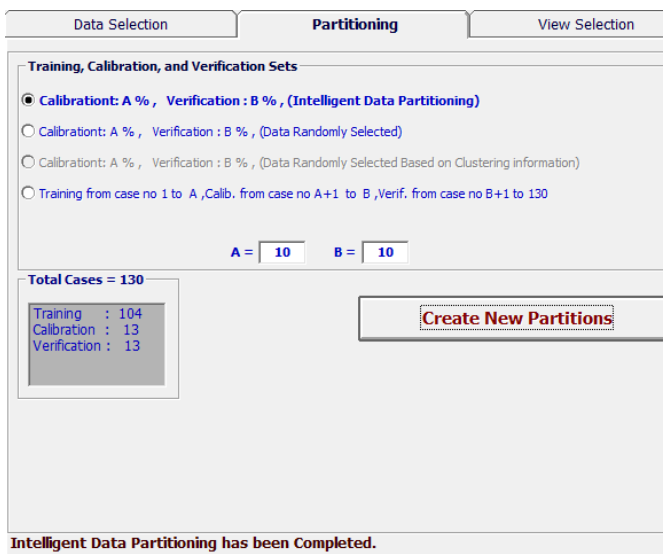 Data Selection Partitioning View Selection
Training, Calibration, and Verification Sets
Calibrationt: A % , Verification : B % , (Intelligent Data Partitioning)
Calibrationt: A % , Verification : B % , (Data Randomly Selected)
Calibrationt: A % , Verification : B % , (Data Randomly Selected Based on Clustering information)
Training from case no 1 to A ,Calib. from case no A+1 to B ,Verif. from case no B+1 to 130
A = 10 B = 10
Total Cases = 130
Training : 104
Calibration : 13
Verification : 13
Create New Partitions
Intelligent Data Partitioning has been Completed.